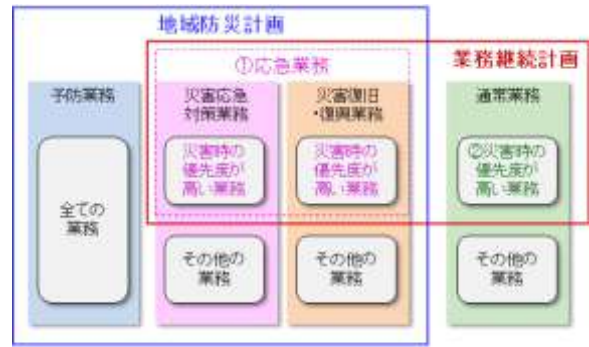 地域防災計画
業務継続計画
①応急業務
予防業務
災害応急
対策業務
災害復旧
・復興業務
通常業務
全ての
業務
災害時の
優先度が
高い業務
災害時の
優先度が
高い業務
②災害時の
優先度が
高い業務
その他の
業務
その他の
業務
その他の
業務